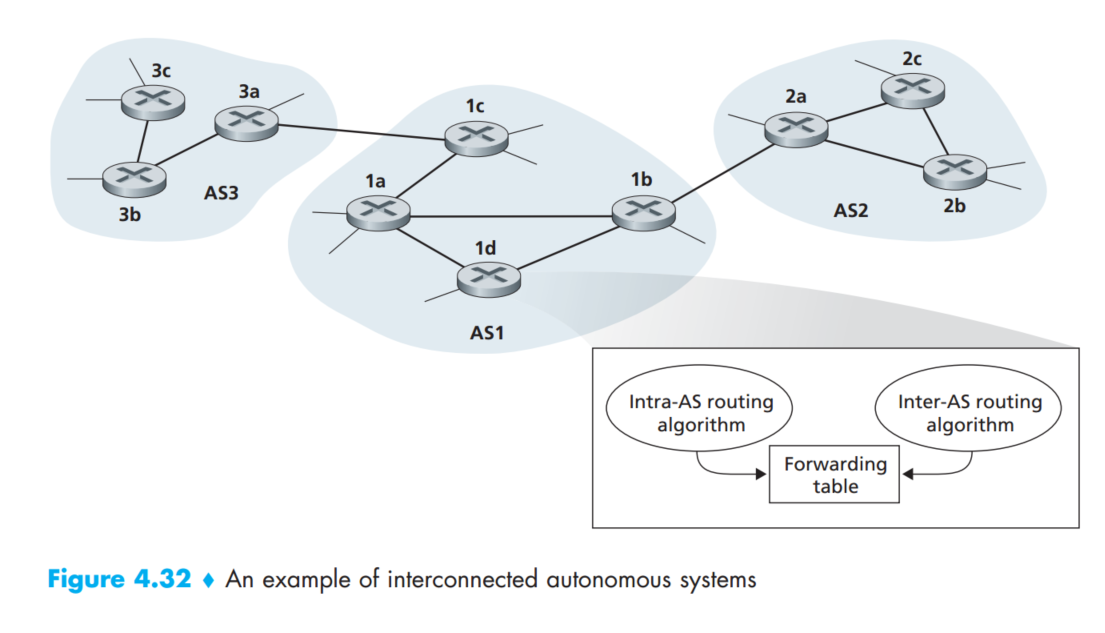 3c
3a
3b
AS3
1c
1a
1b
1d
AS1
2c
2a
2b
AS2
Intra-AS routing
algorithm
Inter-AS routing
algorithm
Forwarding
table
Figure 4.32 ♦ An example of interconnected autonomous systems